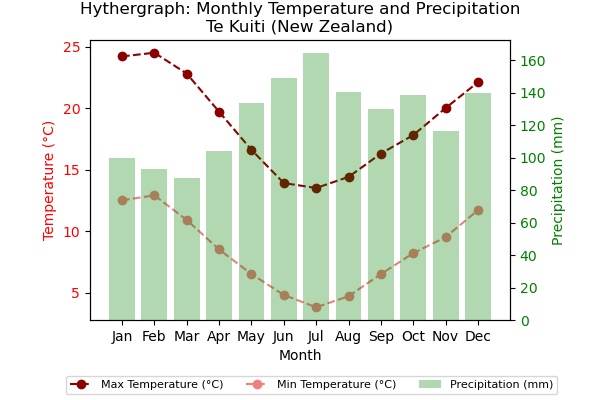 Hythergraph: Monthly Temperature and Precipitation
Te Kuiti (New Zealand)
Temperature (°C)
25
20
15
10
5
160
140
120
100
80
60
40
20
0
Precipitation (mm)
Jan Feb Mar Apr May Jun Jul Aug Sep Oct Nov Dec
Month
Max Temperature (°C) Min Temperature (°C) Precipitation (mm)